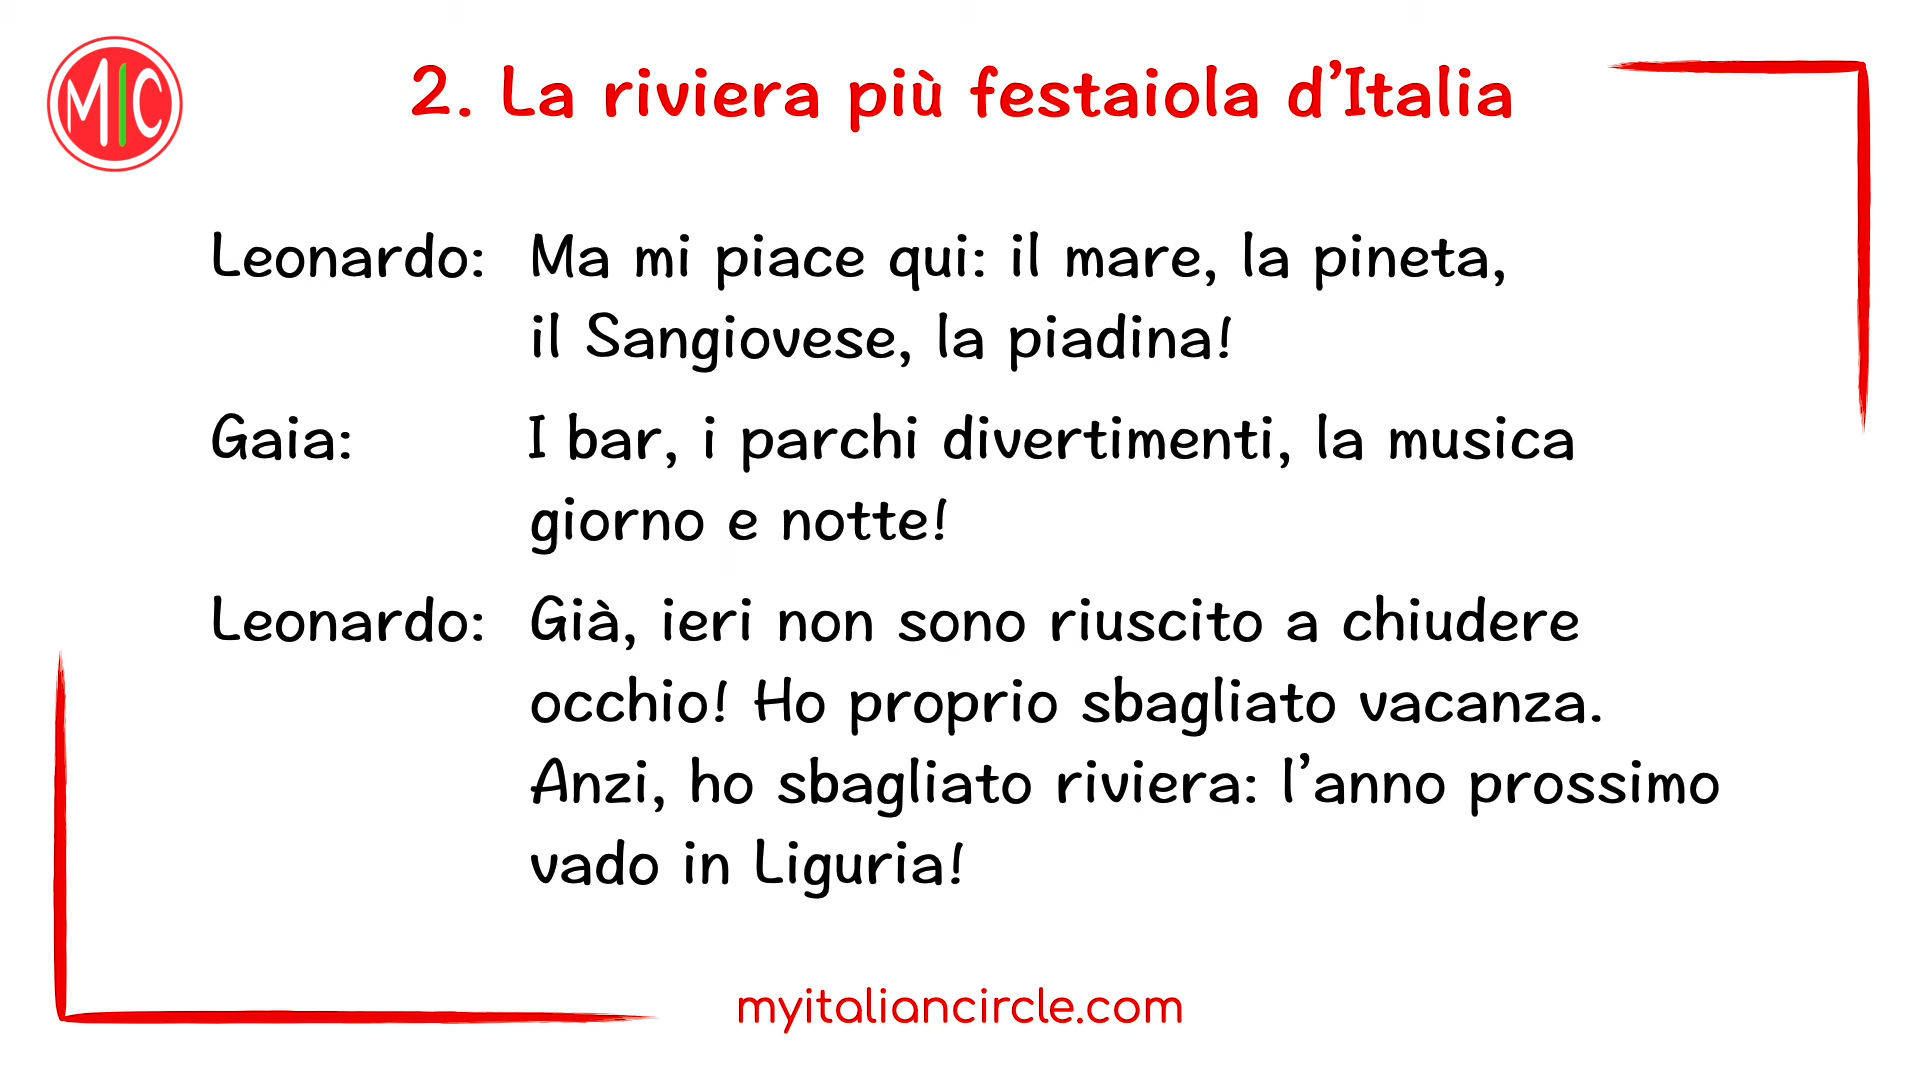 MIC
2. La riviera più festaiola d’Italia
Leonardo: Ma mi piace qui: il mare, la pineta,
il Sangiovese, la piadina!
Gaia: I bar, i parchi divertimenti, la musica
giorno e notte!
Leonardo: Già, ieri non sono riuscito a chiudere
occhio! Ho proprio sbagliato vacanza.
Anzi, ho sbagliato riviera: l’anno prossimo
vado in Liguria!
myitaliancircle.com